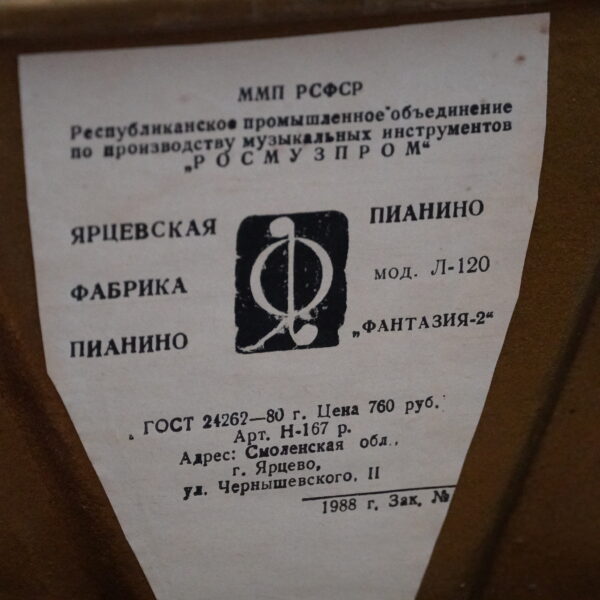 ММП РСФСР
Республиканское промышленное объединение
по производству музыкальных инструментов
„РОСМУЗПРОМ“
ЯРЦЕВСКАЯ
ФАБРИКА
ПИАНИНО
ПИАНИНО
мод. Л-120
„ФАНТАЗИЯ-2“
ГОСТ 24262—80 г. Цена 760 руб.
Арт. Н-167 р.
Адрес: Смоленская обл.,
г. Ярцево,
ул. Чернышевского, II
1988 г. Зак. №